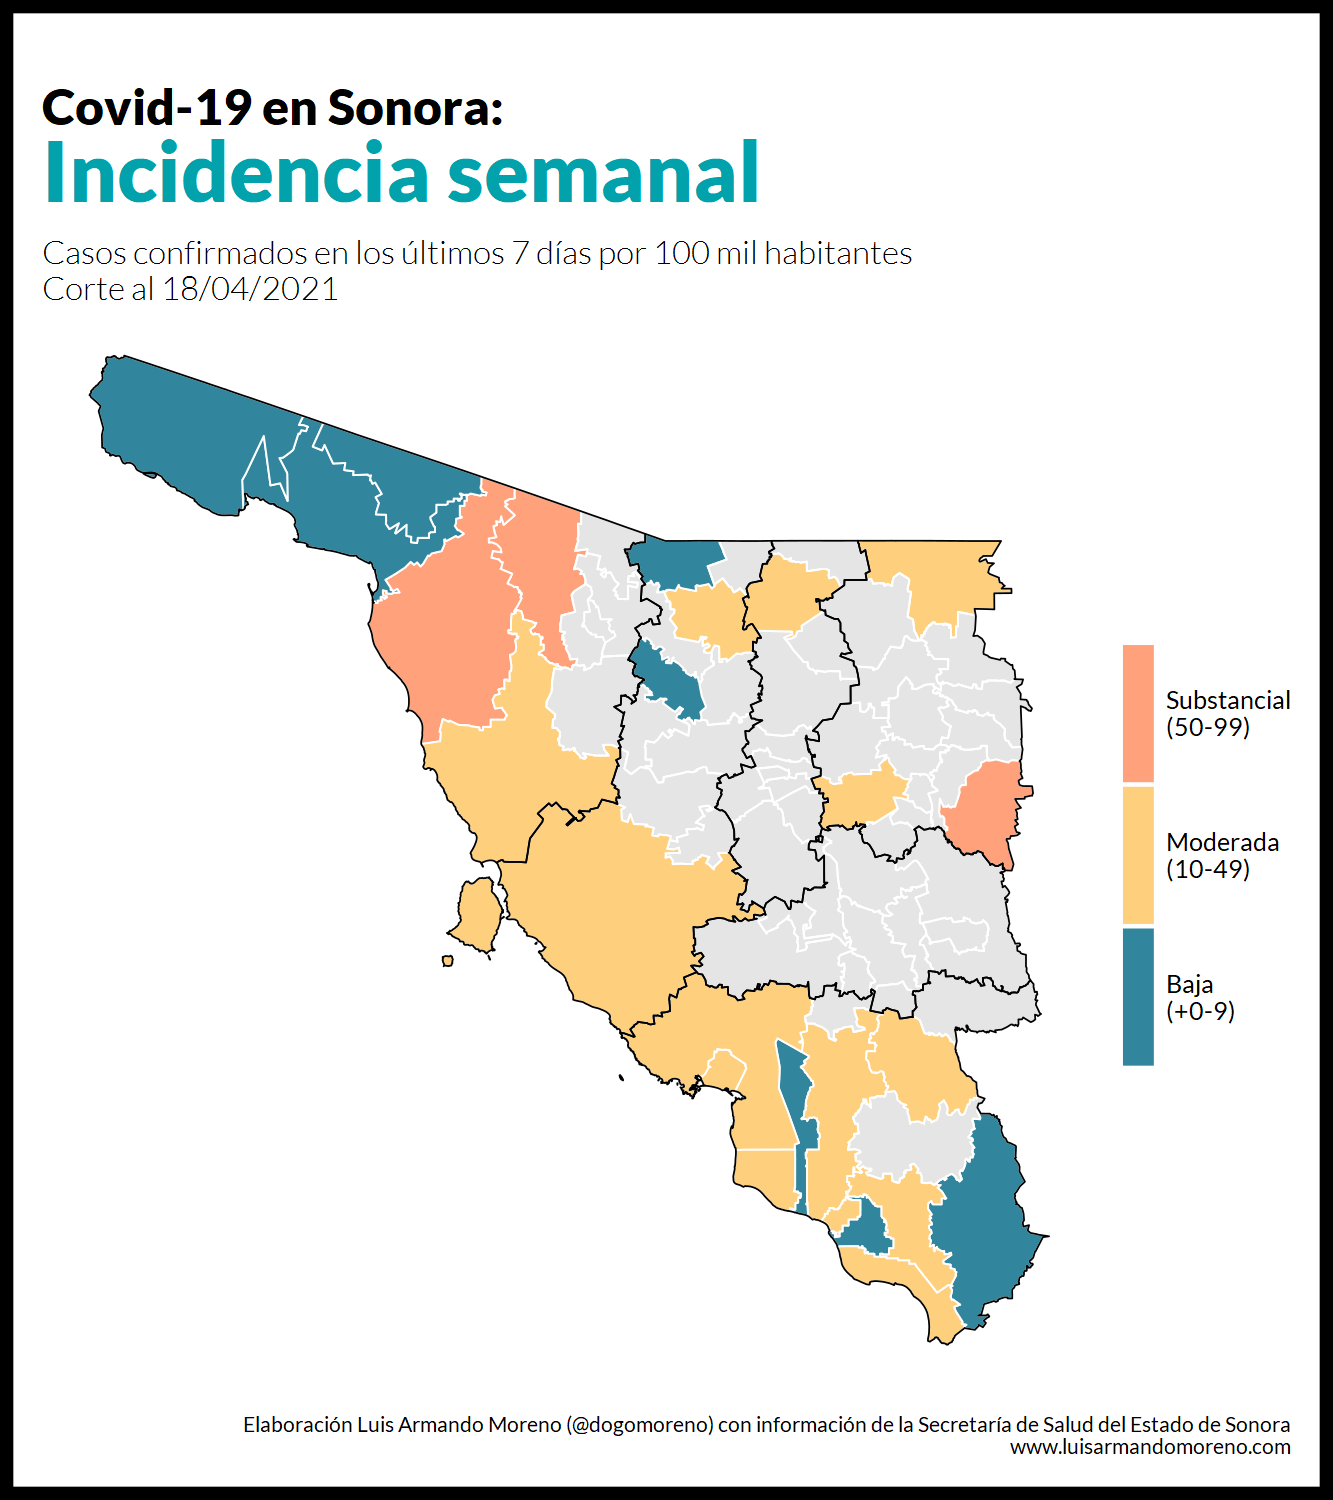 Covid-19 en Sonora:
Incidencia semanal
Casos confirmados en los últimos 7 días por 100 mil habitantes
Corte al 18/04/2021
Substancial
(50-99)
Moderada
(10-49)
Baja
(+0-9)
Elaboración Luis Armando Moreno (@dogomoreno) con información de la Secretaría de Salud del Estado de Sonora
www.luisarmandomoreno.com